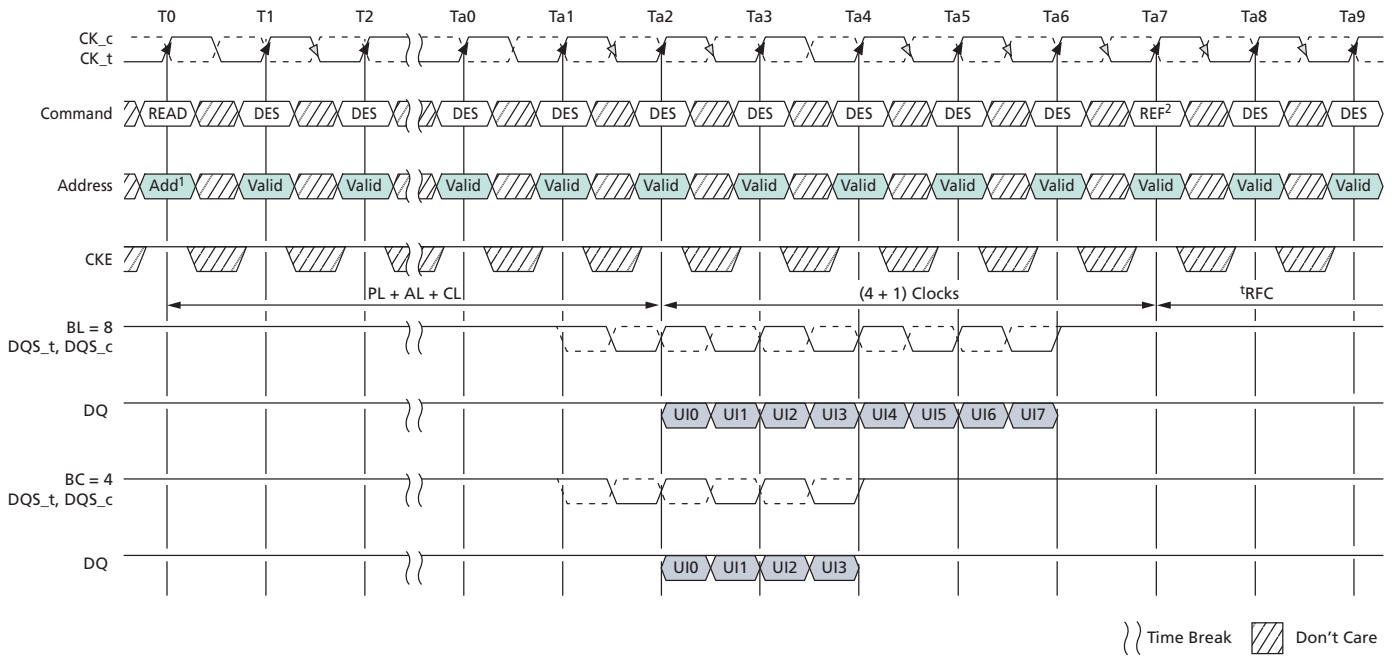 T0 T1 T2 Ta0 Ta1 Ta2 Ta3 Ta4 Ta5 Ta6 Ta7 Ta8 Ta9
CK_c
CK_t
Command READ DES DES DES DES DES DES DES DES DES REF2 DES DES
Address Add1 Valid Valid Valid Valid Valid Valid Valid Valid Valid Valid Valid Valid
CKE
PL + AL + CL (4 + 1) Clocks tRFC
BL = 8
DQS_t, DQS_c
DQ UI0 UI1 UI2 UI3 UI4 UI5 UI6 UI7
BC = 4
DQS_t, DQS_c
DQ UI0 UI1 UI2 UI3
Time Break Don't Care